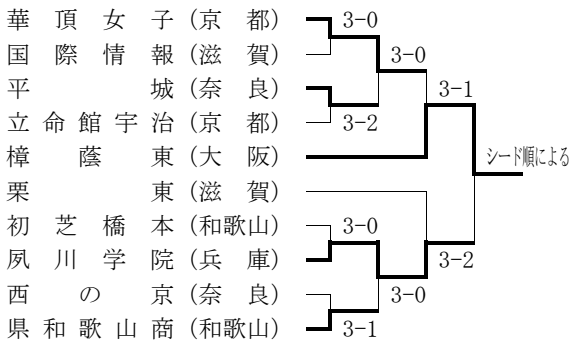 華頂女子(京都) 3-0
国際情報(滋賀) 3-0
平城(奈良) 3-1
立命館宇治(京都) 3-2
樟蔭東(大阪) シード順による
栗東(滋賀)
初芝橋本(和歌山) 3-0
夙川学院(兵庫) 3-2
西の京(奈良) 3-0
県和歌山商(和歌山) 3-1